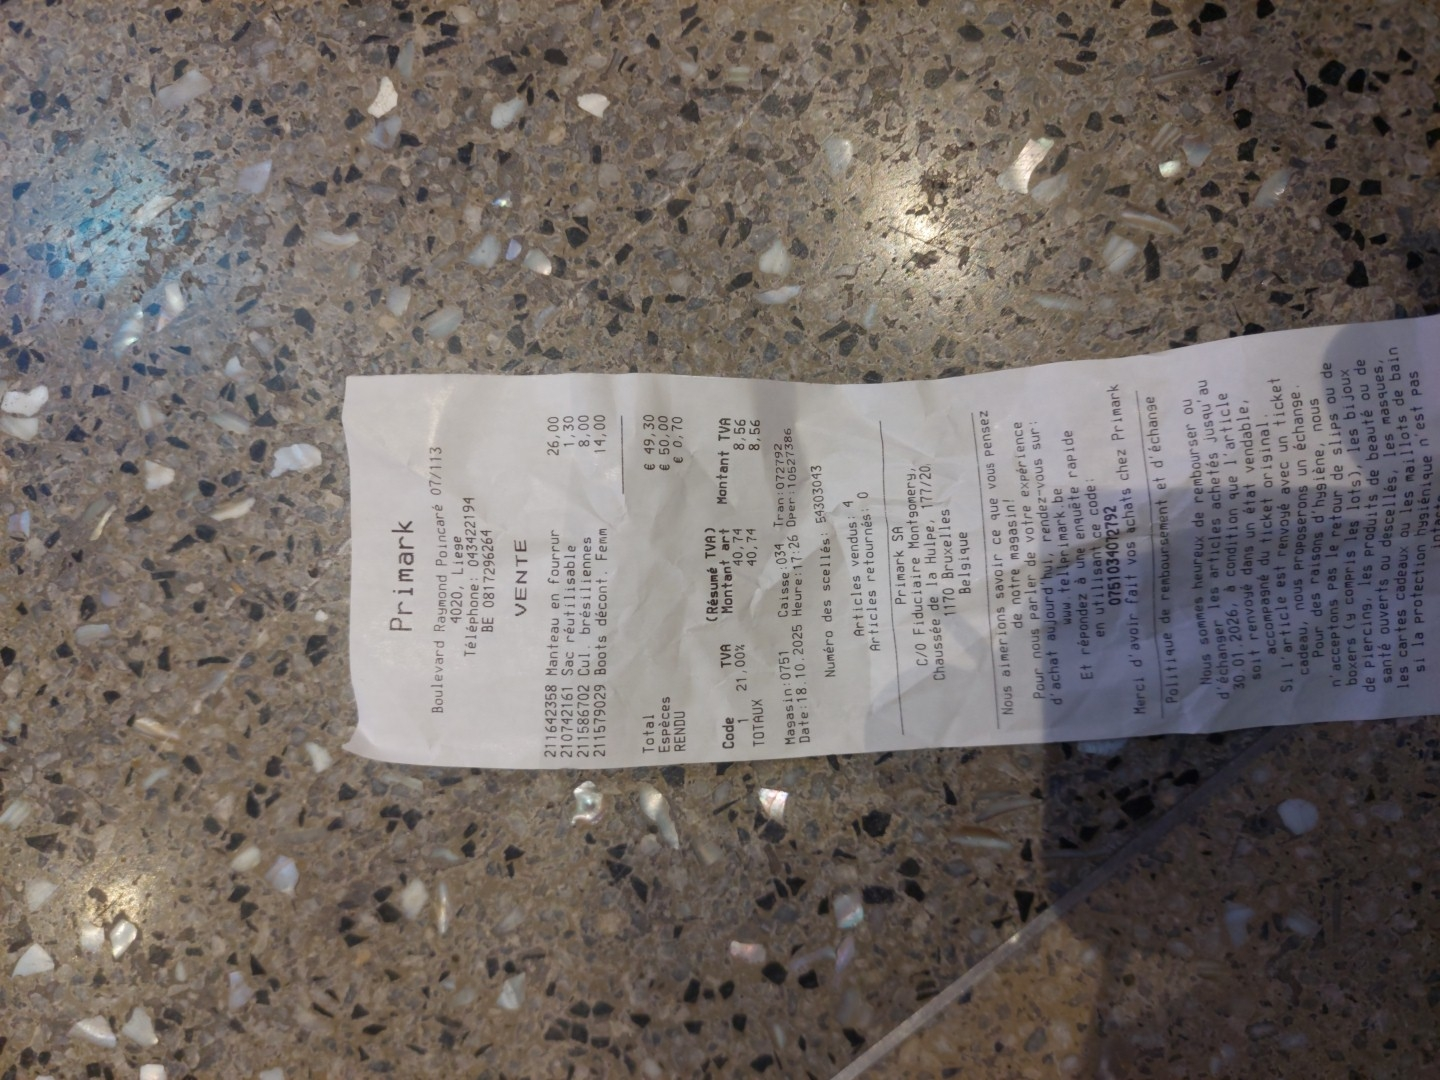 Primark
Boulevard Raymond Poincaré 07/113
4020, Liege
Téléphone: 043422194
BE 0817296264
VENTE
211642358 Manteau en fourrur 26,00
210742161 Sac réutilisable 1,30
211586702 Cul. brésiliennes 8,00
211579029 Boots décont. Femm 14,00
Total € 49,30
Espèces € 50,00
RENDU € 0,70
(Résumé TVA)
Code TVA Montant art Montant TVA
1 21,00% 40,74 8,56
TOTAUX 40,74 8,56
Magasin:0751 Caisse:034 Tran:072792
Date:18.10.2025 Heure:17:26 Oper:10527386
Numéro des scellés: 54303043
Articles vendus: 4
Articles retournés: 0
Primark SA
C/O Fiduciaire Montgomery,
Chaussée de la Hulpe, 177/20,
1170 Bruxelles
Belgique
Nous aimerions savoir ce que vous pensez
de notre magasin!
Pour nous parler de votre expérience
d'achat aujourd'hui, rendez-vous sur:
www.tellprimark.be
Et répondez à une enquête rapide
en utilisant ce code:
0751034012792
Merci d'avoir fait vos achats chez Primark
Politique de remboursement et d'échange
Nous sommes heureux de rembourser ou
d'échanger les articles achetés jusqu'au
30.01.2026, à condition que l'article
soit renvoyé dans un état vendable,
accompagné du ticket original.
Si l'article est renvoyé avec un ticket
cadeau, nous proposerons un échange.
Pour des raisons d'hygiène, nous
n'acceptons pas le retour de slips ou de
boxers (y compris les lots), les bijoux
de piercing, les produits de beauté ou de
santé ouverts ou descellés, les masques,
les cartes cadeaux ou les maillots de bain
si la protection hygiénique n'est pas